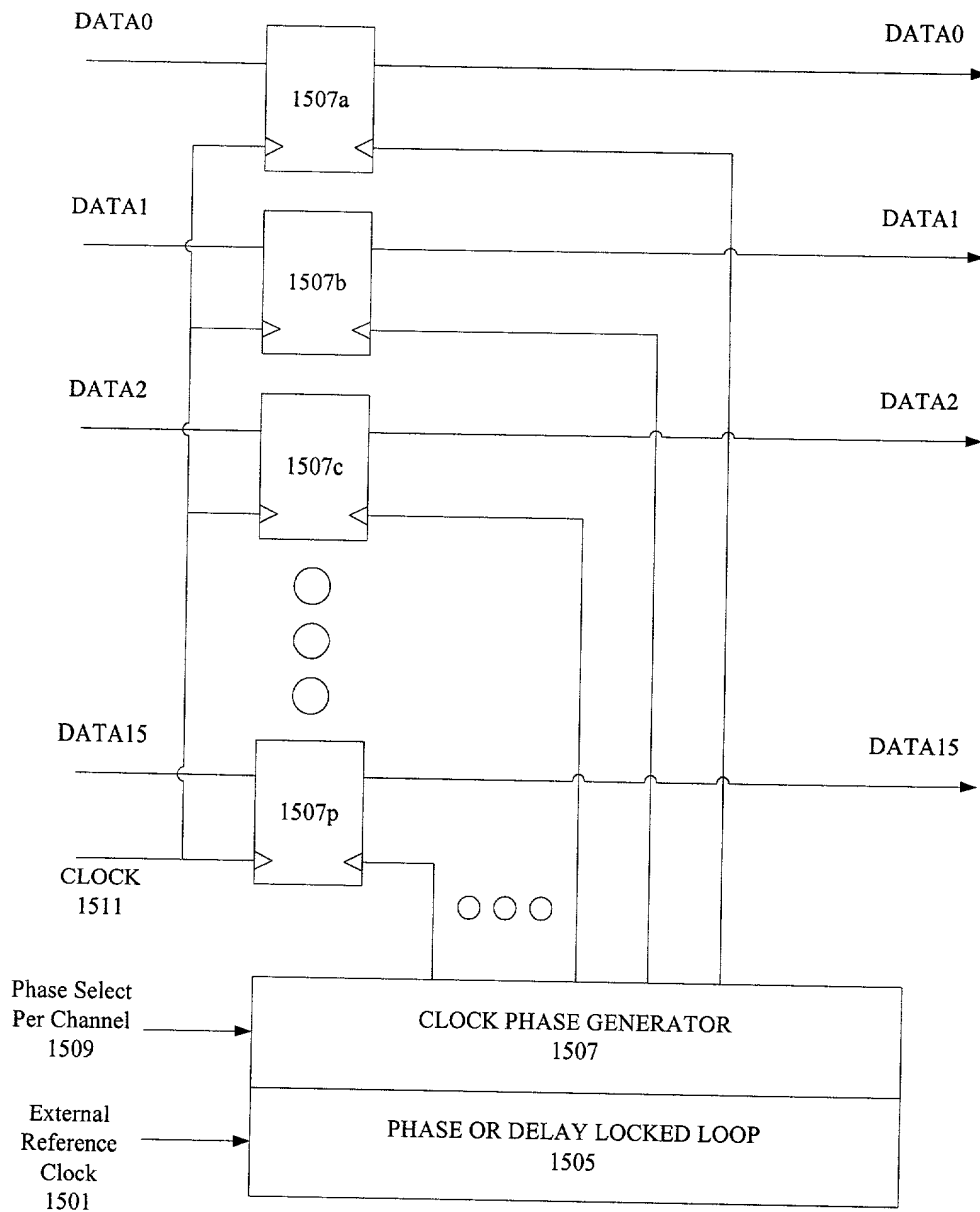 DATA0
DATA0
1507a
DATA1
DATA1
1507b
DATA2
DATA2
1507c
DATA15
DATA15
1507p
CLOCK
1511
Phase Select
Per Channel
1509
CLOCK PHASE GENERATOR
1507
External
Reference
Clock
1501
PHASE OR DELAY LOCKED LOOP
1505